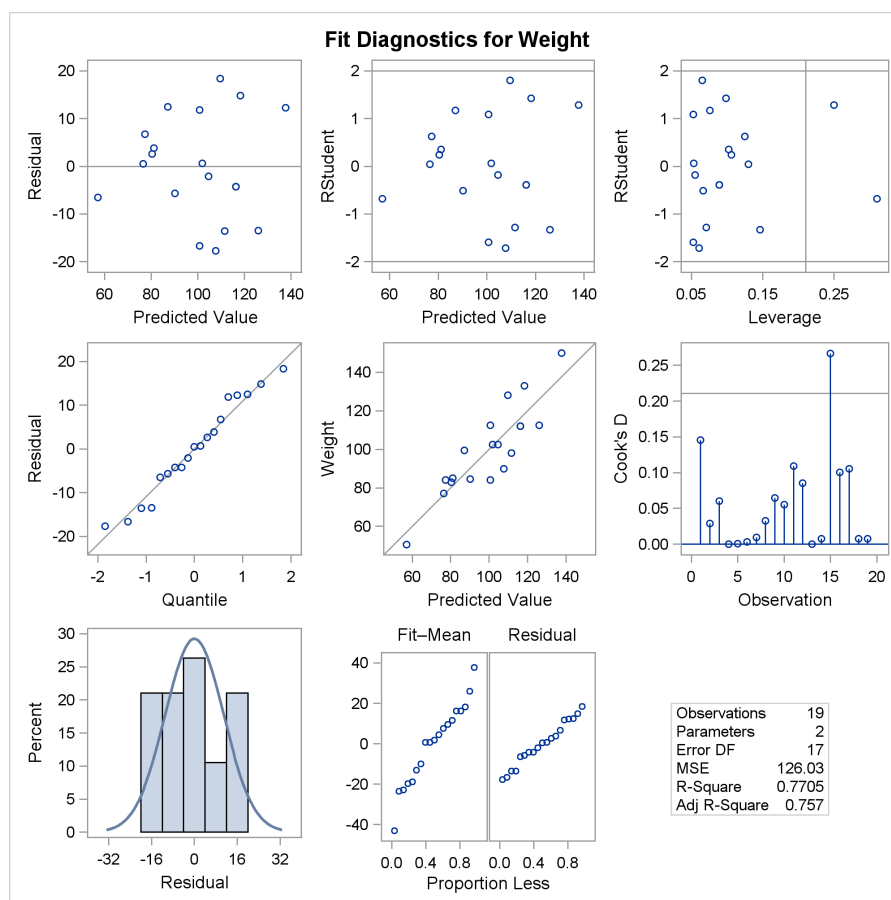 Fit Diagnostics for Weight
Residual
20
10
0
-10
-20
60 80 100 120 140
Predicted Value
RStudent
2
1
0
-1
-2
60 80 100 120 140
Predicted Value
RStudent
2
1
0
-1
-2
0.05 0.15 0.25
Leverage
Residual
20
10
0
-10
-20
-2 -1 0 1 2
Quantile
Weight
140
120
100
80
60
60 80 100 120 140
Predicted Value
Cook's D
0.25
0.20
0.15
0.10
0.05
0.00
0 5 10 15 20
Observation
Percent
30
25
20
15
10
5
0
-32 -16 0 16 32
Residual
Fit–Mean Residual
40
20
0
-20
-40
0.0 0.4 0.8 0.0 0.4 0.8
Proportion Less
Observations 19
Parameters 2
Error DF 17
MSE 126.03
R-Square 0.7705
Adj R-Square 0.757